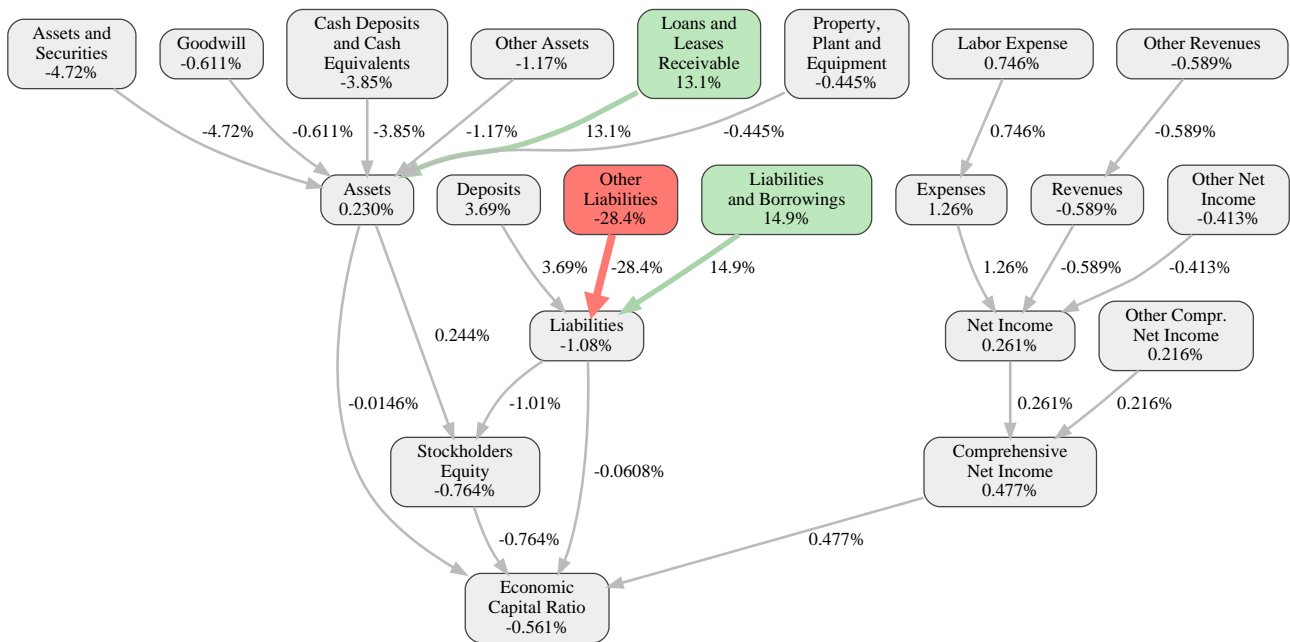 Assets and
Securities
-4.72%
Goodwill
-0.611%
Cash Deposits
and Cash
Equivalents
-3.85%
Other Assets
-1.17%
Loans and
Leases
Receivable
13.1%
Property,
Plant and
Equipment
-0.445%
Labor Expense
0.746%
Other Revenues
-0.589%
-4.72%
-0.611%
-3.85%
-1.17%
13.1%
-0.445%
0.746%
-0.589%
Assets
0.230%
Deposits
3.69%
Other
Liabilities
-28.4%
Liabilities
and Borrowings
14.9%
Expenses
1.26%
Revenues
-0.589%
Other Net
Income
-0.413%
3.69%
-28.4%
14.9%
1.26%
-0.589%
-0.413%
0.244%
Liabilities
-1.08%
Net Income
0.261%
Other Compr.
Net Income
0.216%
-0.0146%
-1.01%
0.261%
0.216%
Stockholders
Equity
-0.764%
-0.0608%
Comprehensive
Net Income
0.477%
-0.764%
0.477%
Economic
Capital Ratio
-0.561%